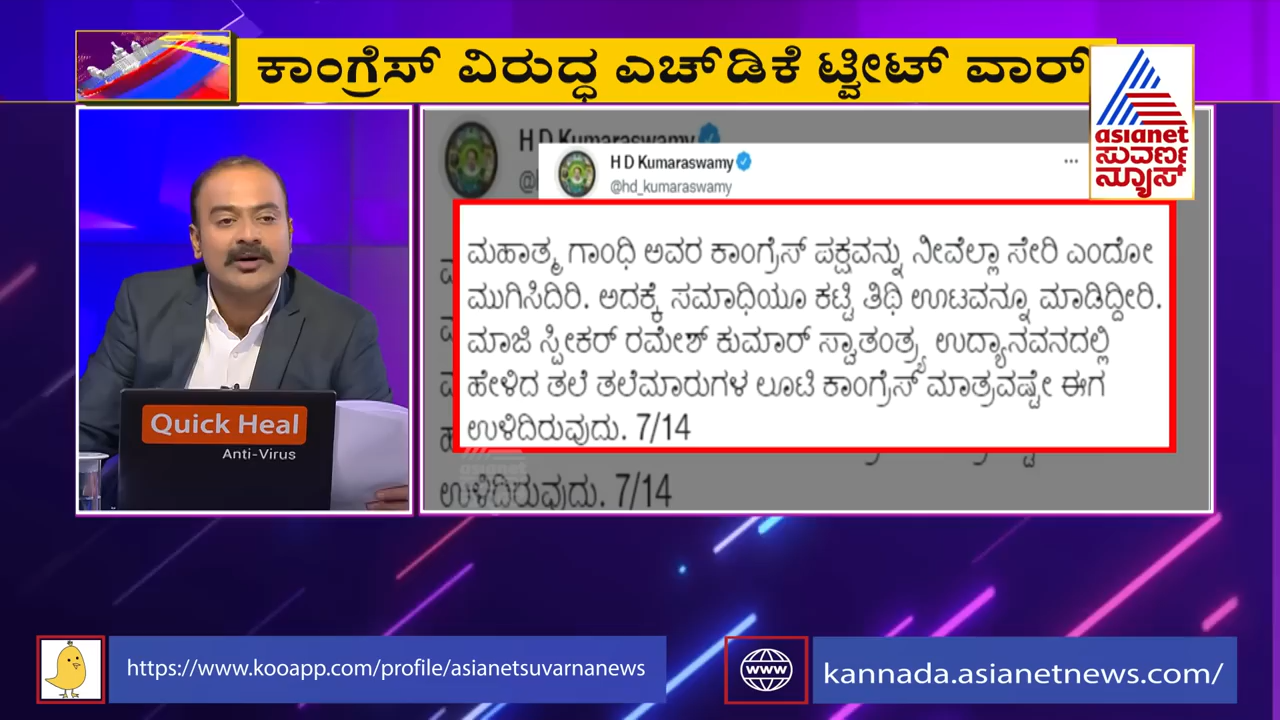 ಕಾಂಗ್ರೆಸ್ ವಿರುದ್ಧ ಎಚ್‌ಡಿಕೆ ಟ್ವೀಟ್ ವಾರ್
asianet
ಸುವರ್ಣ
ನ್ಯೂಸ್
H D Kumaraswamy
H D Kumaraswamy
@hd_kumaraswamy
ಮಹಾತ್ಮ ಗಾಂಧಿ ಅವರ ಕಾಂಗ್ರೆಸ್ ಪಕ್ಷವನ್ನು ನೀವೆಲ್ಲಾ ಸೇರಿ ಎಂದೋ
ಮುಗಿಸಿದಿರಿ. ಅದಕ್ಕೆ ಸಮಾಧಿಯೂ ಕಟ್ಟಿ ತಿಥಿ ಊಟವನ್ನೂ ಮಾಡಿದ್ದೀರಿ.
ಮಾಜಿ ಸ್ಪೀಕರ್ ರಮೇಶ್ ಕುಮಾರ್ ಸ್ವಾತಂತ್ರ್ಯ ಉದ್ಯಾನವನದಲ್ಲಿ
ಹೇಳಿದ ತಲೆ ತಲೆಮಾರುಗಳ ಲೂಟಿ ಕಾಂಗ್ರೆಸ್ ಮಾತ್ರವಷ್ಟೇ ಈಗ
ಉಳಿದಿರುವುದು. 7/14
ಉಳಿದಿರುವುದು. 7/14
Quick Heal
Anti-Virus
https://www.kooapp.com/profile/asianetsuvarnanews
www
kannada.asianetnews.com/